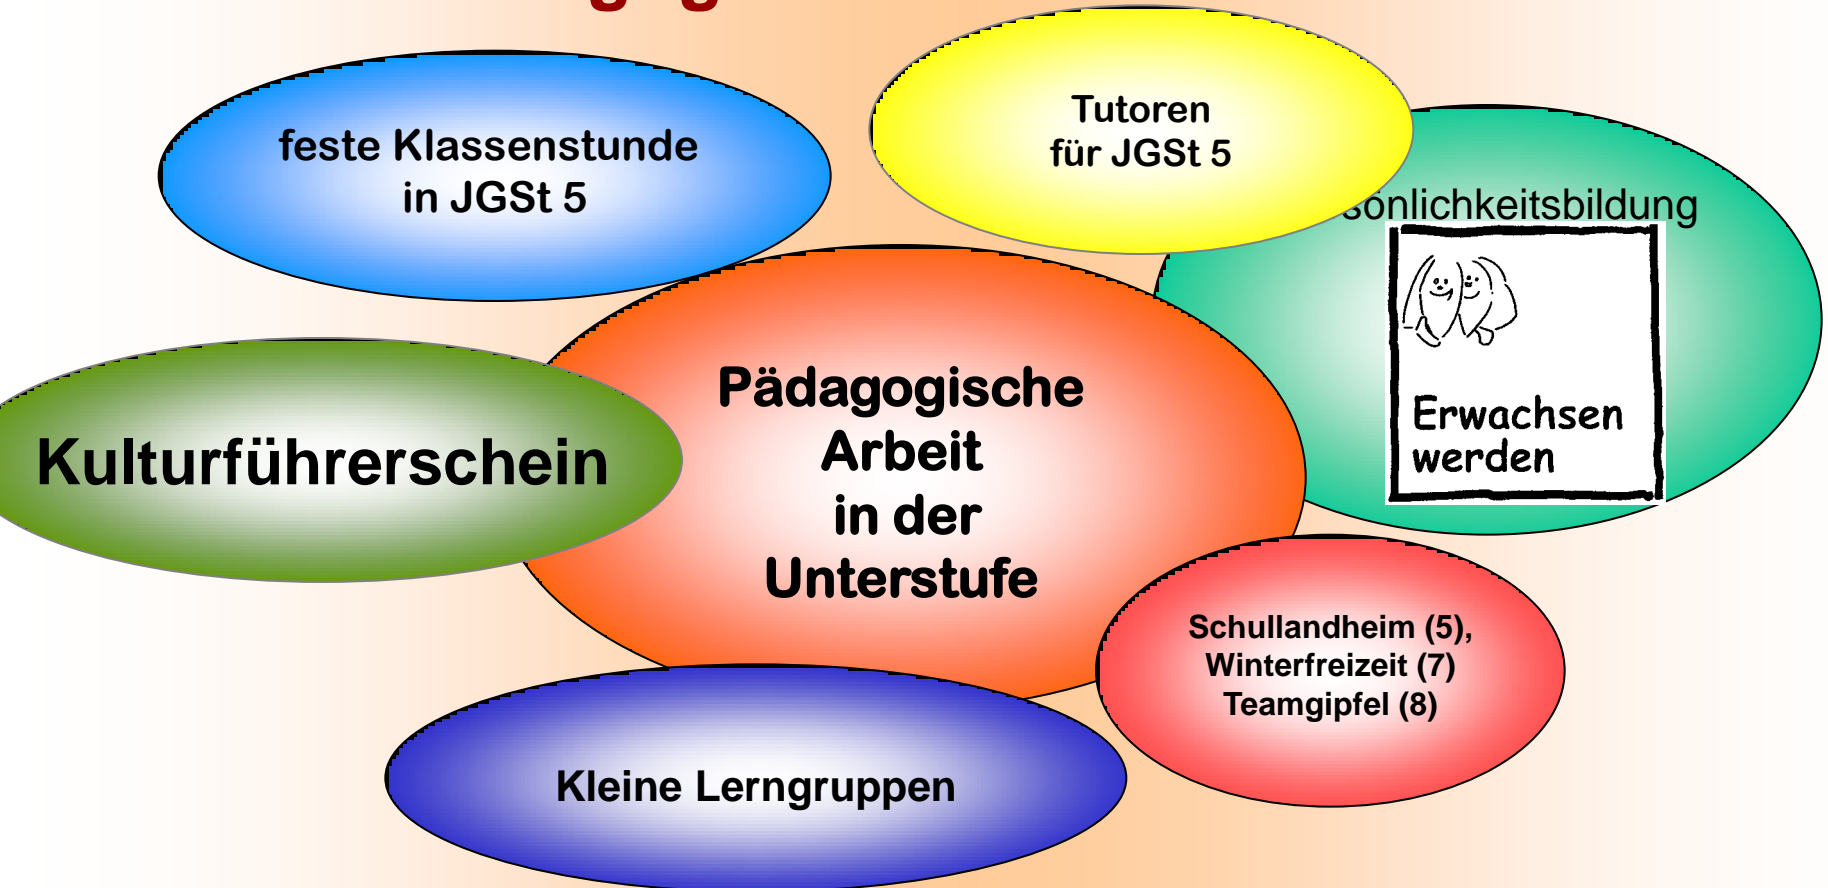 feste Klassenstunde
in JGSt 5
Tutoren
für JGSt 5
sönlichkeitsbildung
Erwachsen
werden
Kulturführerschein
Pädagogische
Arbeit
in der
Unterstufe
Schullandheim (5),
Winterfreizeit (7)
Teamgipfel (8)
Kleine Lerngruppen